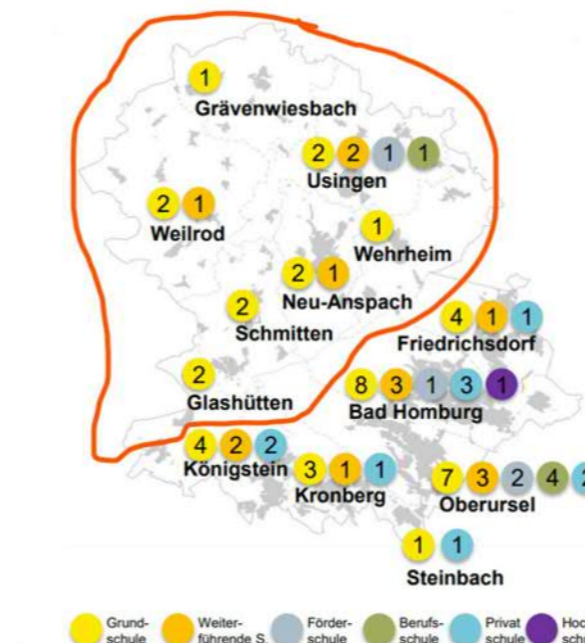 1
Grävenwiesbach
2 2 1 1
Usingen
2 1
Weilrod
1
Wehrheim
2 1
Neu-Anspach
2
Schmitten
4 1 1
Friedrichsdorf
2
Glashütten
8 3 1 3 1
Bad Homburg
4 2 2
Königstein
3 1 1
Kronberg
7 3 2 4
Oberursel
1 1
Steinbach
Grund-
schule
Weiter-
führende S.
Förder-
schule
Berufs-
schule
Privat
schule